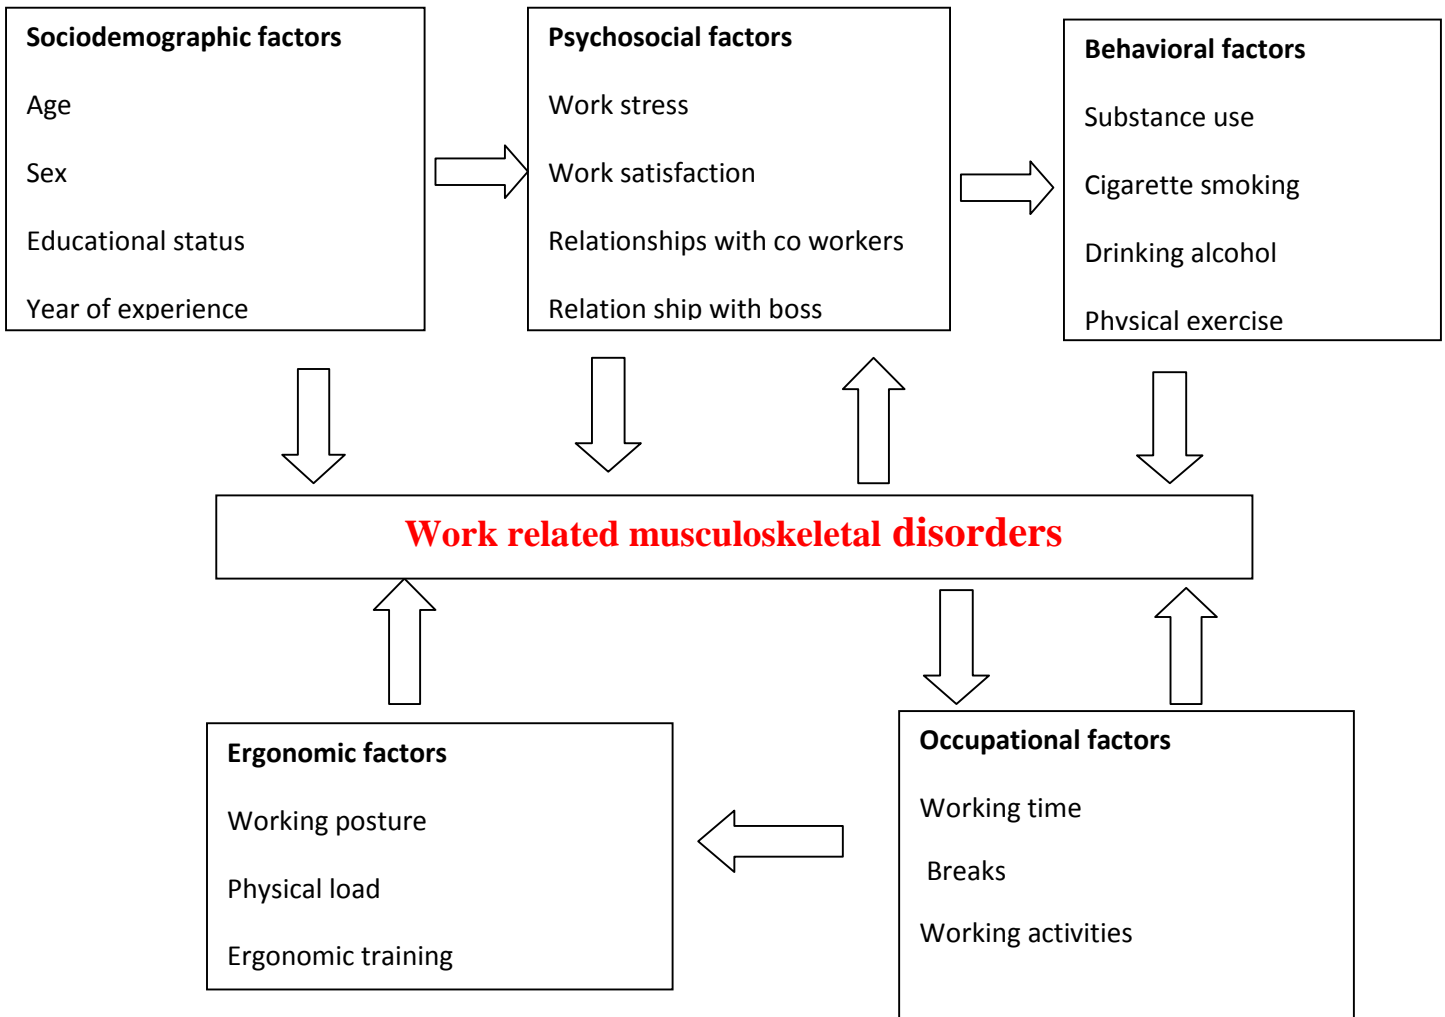 Sociodemographic factors
Age
Sex
Educational status
Year of experience
Psychosocial factors
Work stress
Work satisfaction
Relationships with co workers
Relation ship with boss
Behavioral factors
Substance use
Cigarette smoking
Drinking alcohol
Physical exercise
Work related musculoskeletal disorders
Ergonomic factors
Working posture
Physical load
Ergonomic training
Occupational factors
Working time
Breaks
Working activities